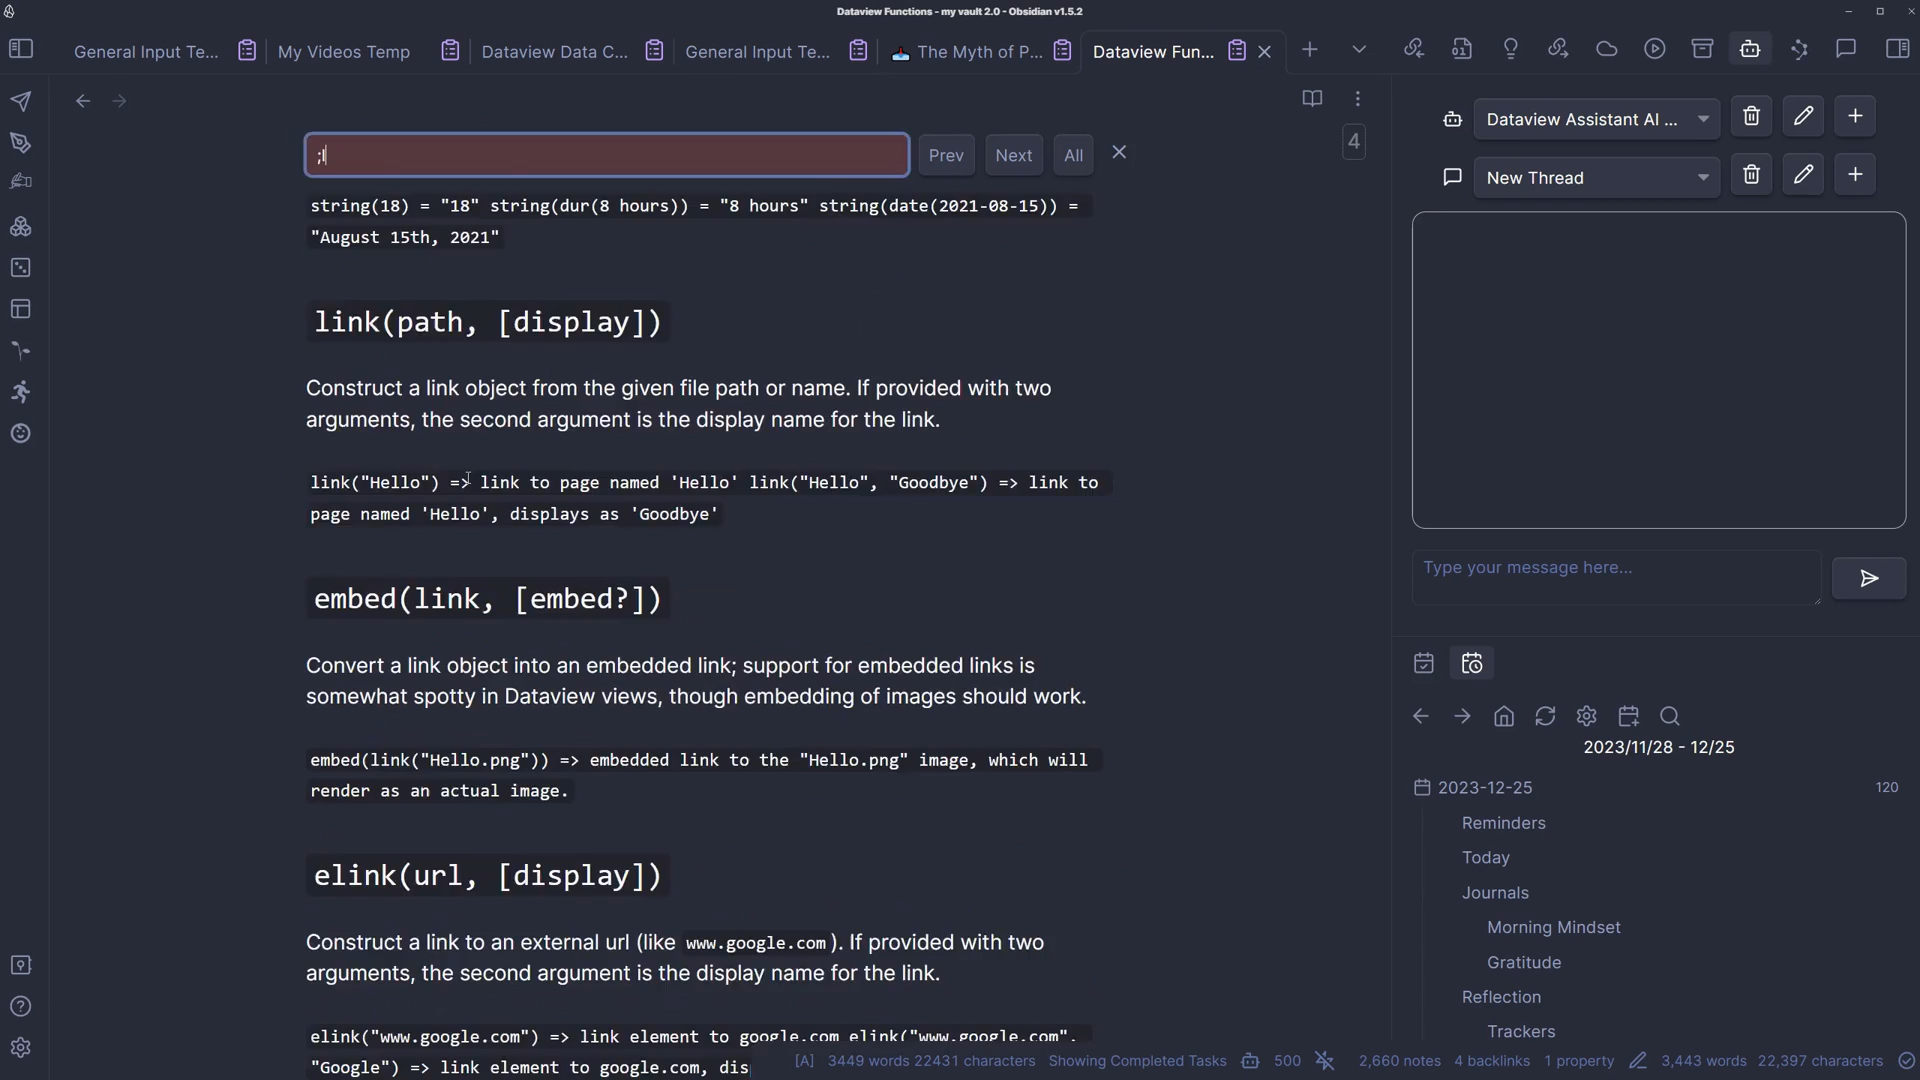 Dataview Functions - my vault 2.0 - Obsidian v1.5.2
General Input Te...
My Videos Temp
Dataview Data C...
General Input Te...
The Myth of P...
Dataview Fun...
;l
Prev
Next
All
4
string(18) = "18" string(dur(8 hours)) = "8 hours" string(date(2021-08-15)) =
"August 15th, 2021"
link(path, [display])
Construct a link object from the given file path or name. If provided with two
arguments, the second argument is the display name for the link.
link("Hello") => link to page named 'Hello' link("Hello", "Goodbye") => link to
page named 'Hello', displays as 'Goodbye'
embed(link, [embed?])
Convert a link object into an embedded link; support for embedded links is
somewhat spotty in Dataview views, though embedding of images should work.
embed(link("Hello.png")) => embedded link to the "Hello.png" image, which will
render as an actual image.
elink(url, [display])
Construct a link to an external url (like www.google.com ). If provided with two
arguments, the second argument is the display name for the link.
elink("www.google.com") => link element to google.com elink("www.google.com",
"Google") => link element to google.com, dis
Dataview Assistant AI ...
New Thread
Type your message here...
2023/11/28 - 12/25
2023-12-25
120
Reminders
Today
Journals
Morning Mindset
Gratitude
Reflection
Trackers
[A] 3449 words 22431 characters Showing Completed Tasks 500 2,660 notes 4 backlinks 1 property 3,443 words 22,397 characters